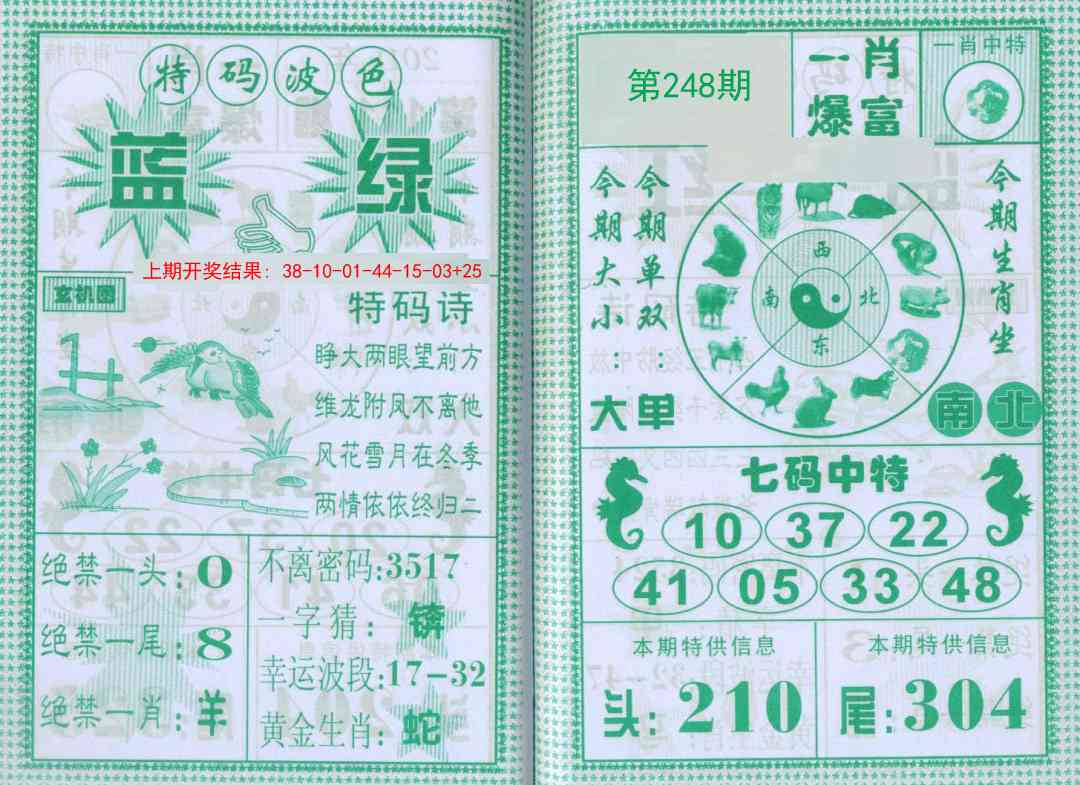 特码波色
蓝 绿
上期开奖结果：38-10-01-44-15-03+25
玄机图
特码诗
睁大两眼望前方
维龙附凤不离他
风花雪月在冬季
两情依依终归二
绝禁一头：0
绝禁一尾：8
绝禁一肖：羊
不离密码：3517
一字猜：
幸运波段：17-32
黄金生肖：蛇
第248期
一肖
爆富
一肖中特
今期大小：大
今期单双：单
西
南 北
东
今期生肖坐：
南北
七码中特
10 37 22
41 05 33 48
本期特供信息
头：210
本期特供信息
尾：304